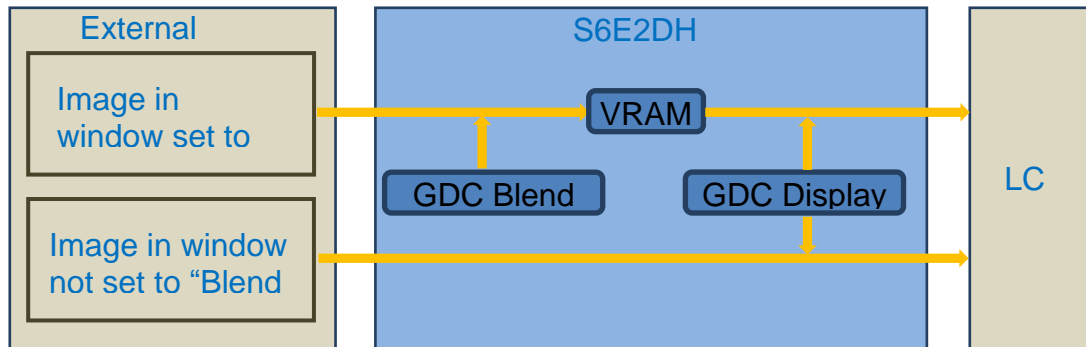 External
Image in
window set to
Image in window
not set to “Blend
S6E2DH
VRAM
GDC Blend
GDC Display
LC